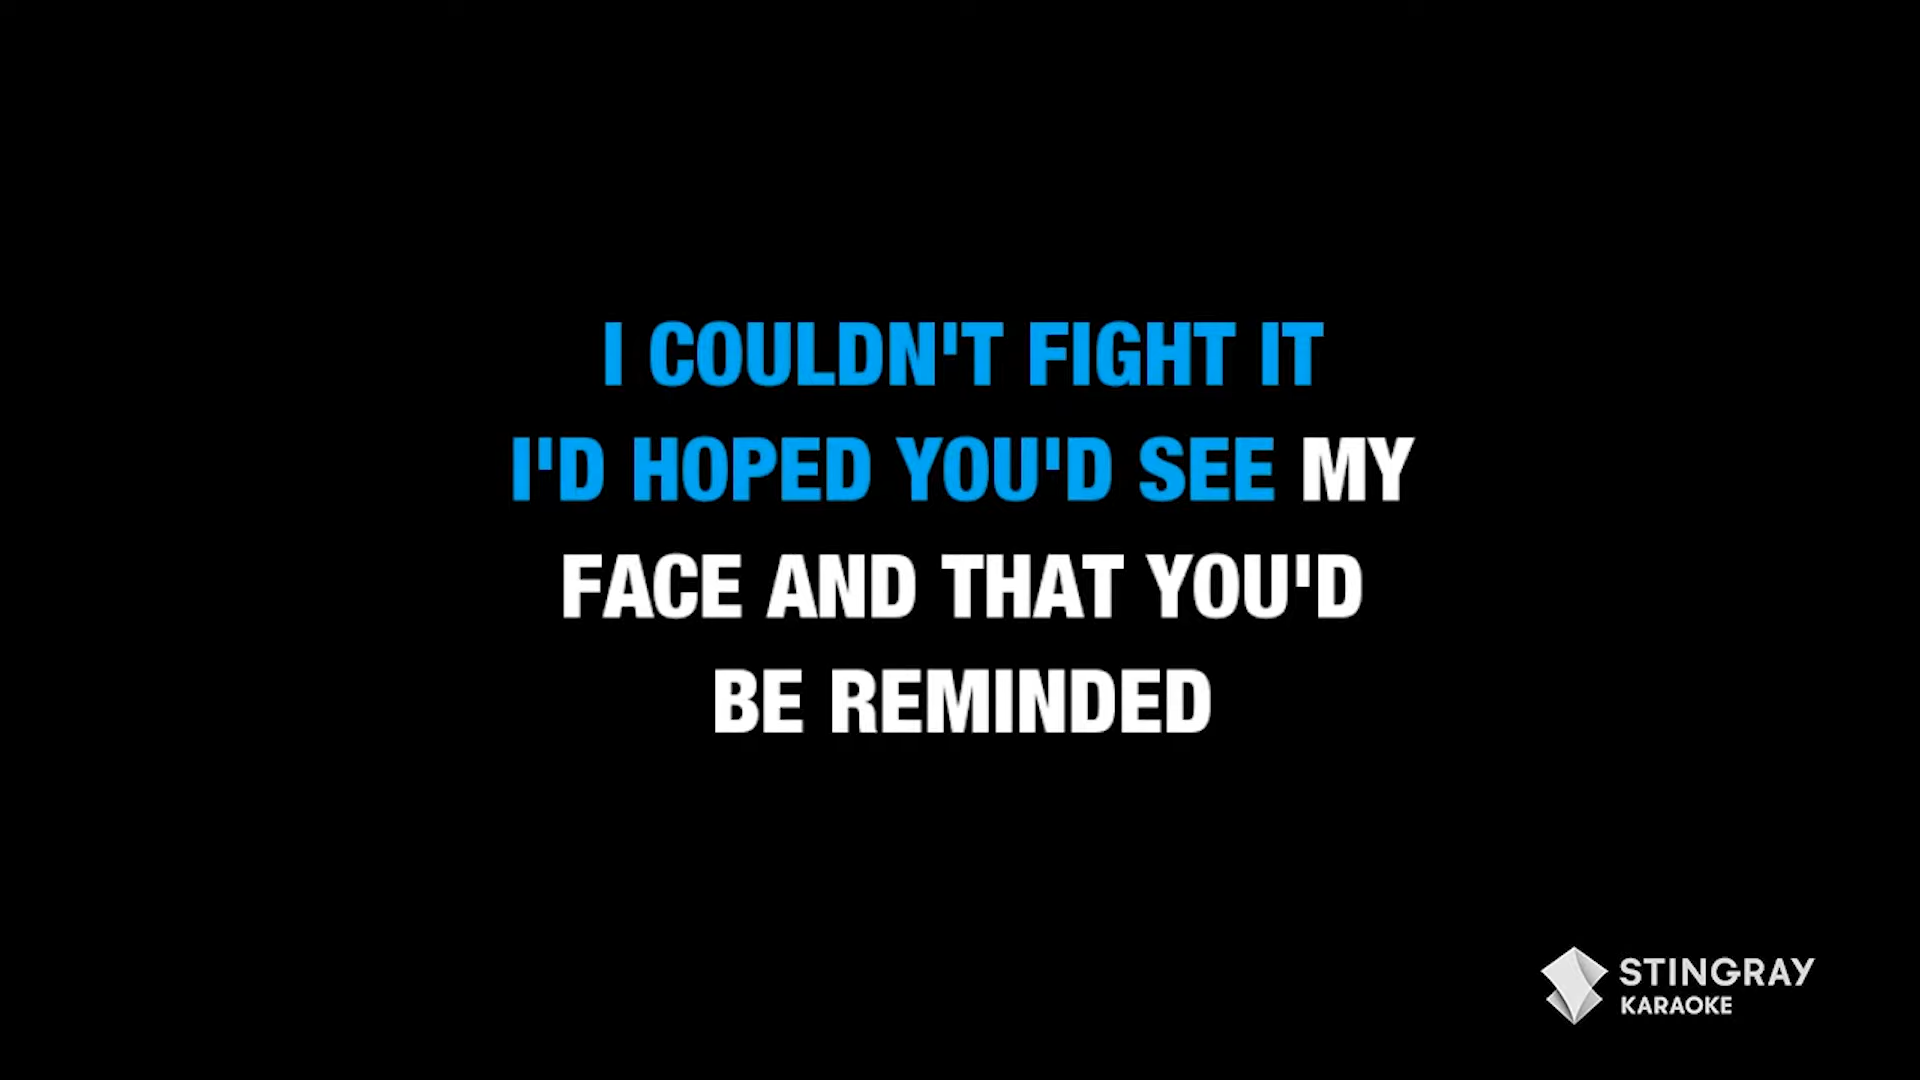 I COULDN'T FIGHT IT
I'D HOPED YOU'D SEE MY
FACE AND THAT YOU'D
BE REMINDED
STINGRAY
KARAOKE